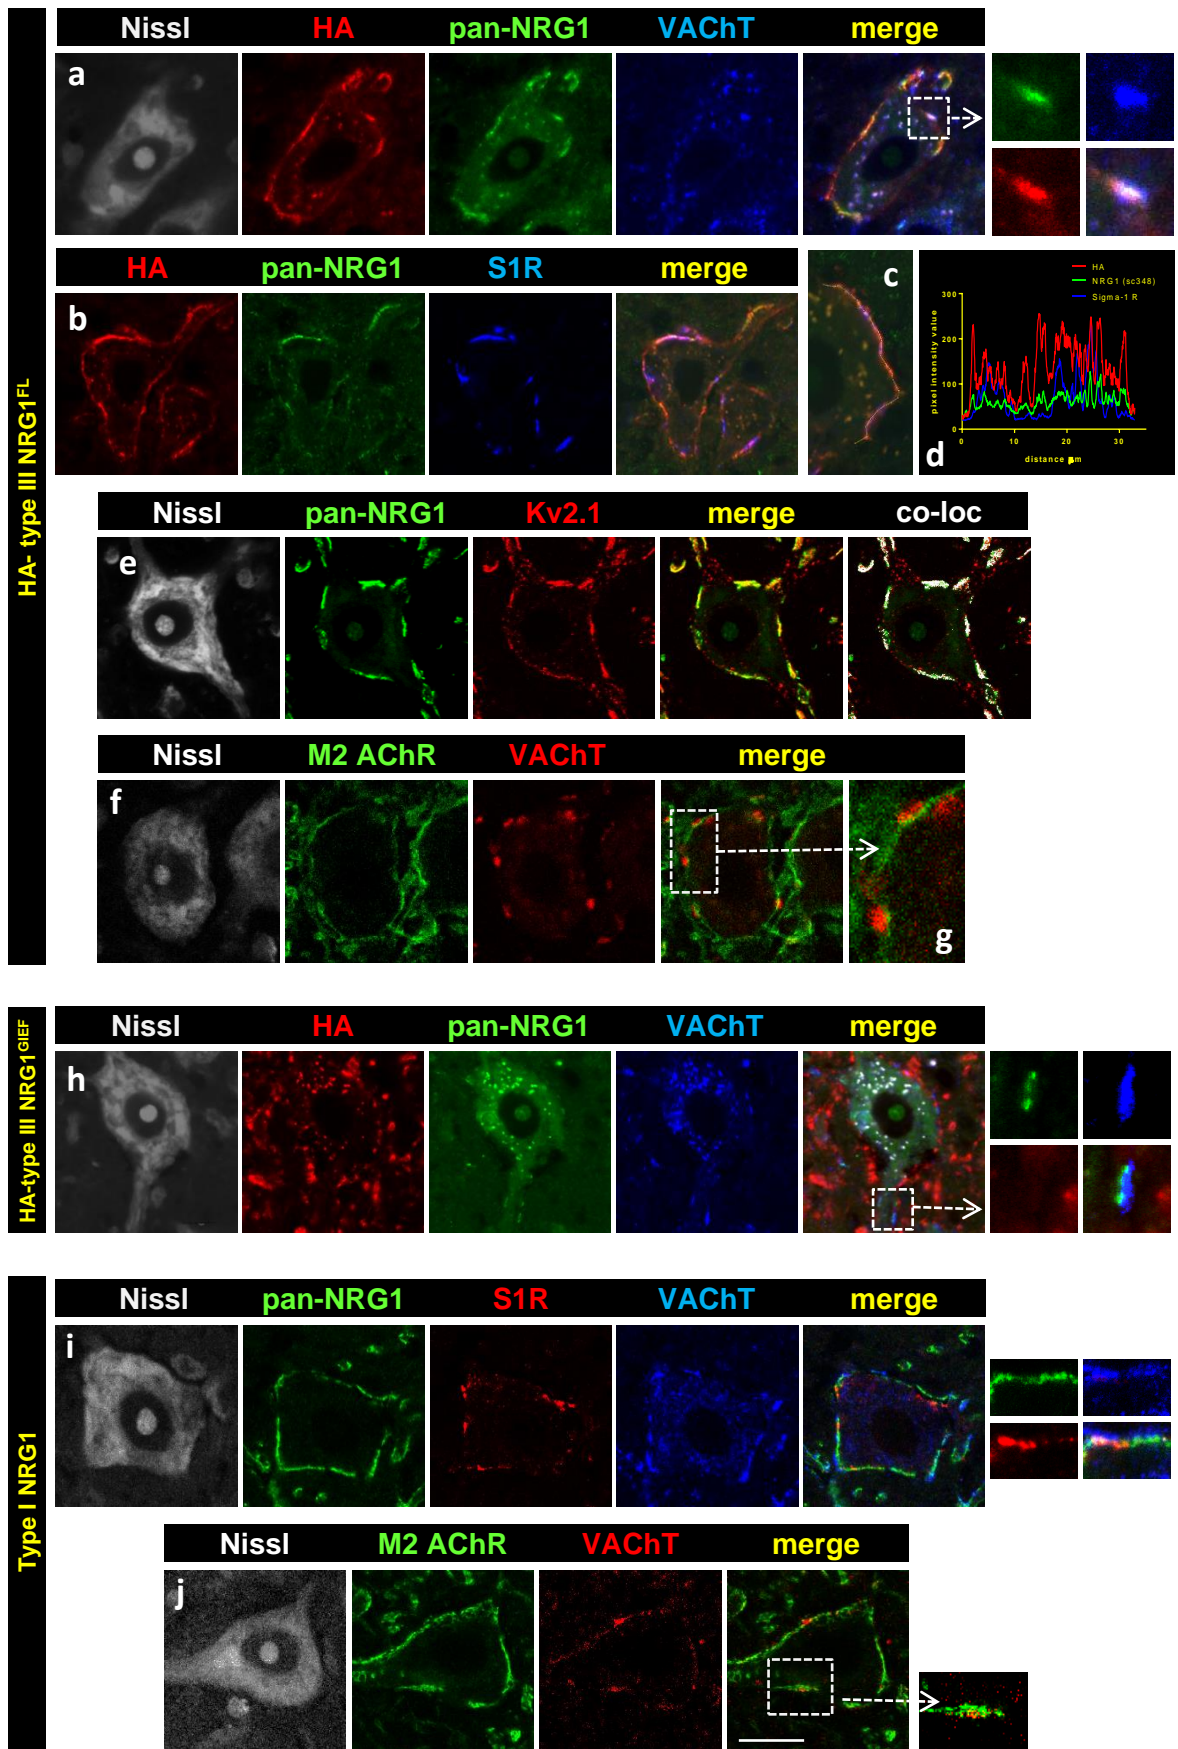 HA- type III NRG1FL
Nissl HA pan-NRG1 VAChT merge
a
HA pan-NRG1 S1R merge
b
c
HA
NRG1 (sc348)
Sigma-1 R
pixel intensity value
300
200
100
0
0 10 20 30
distance µm
d
Nissl pan-NRG1 Kv2.1 merge co-loc
e
Nissl M2 AChR VAChT merge
f
g
HA-type III NRG1GIEF
Nissl HA pan-NRG1 VAChT merge
h
Type I NRG1
Nissl pan-NRG1 S1R VAChT merge
i
Nissl M2 AChR VAChT merge
j